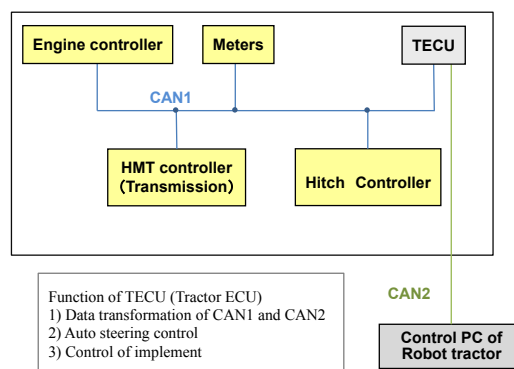 Engine controller
Meters
TECU
CAN1
HMT controller
（Transmission）
Hitch Controller
CAN2
Function of TECU (Tractor ECU)
1) Data transformation of CAN1 and CAN2
2) Auto steering control
3) Control of implement
Control PC of
Robot tractor